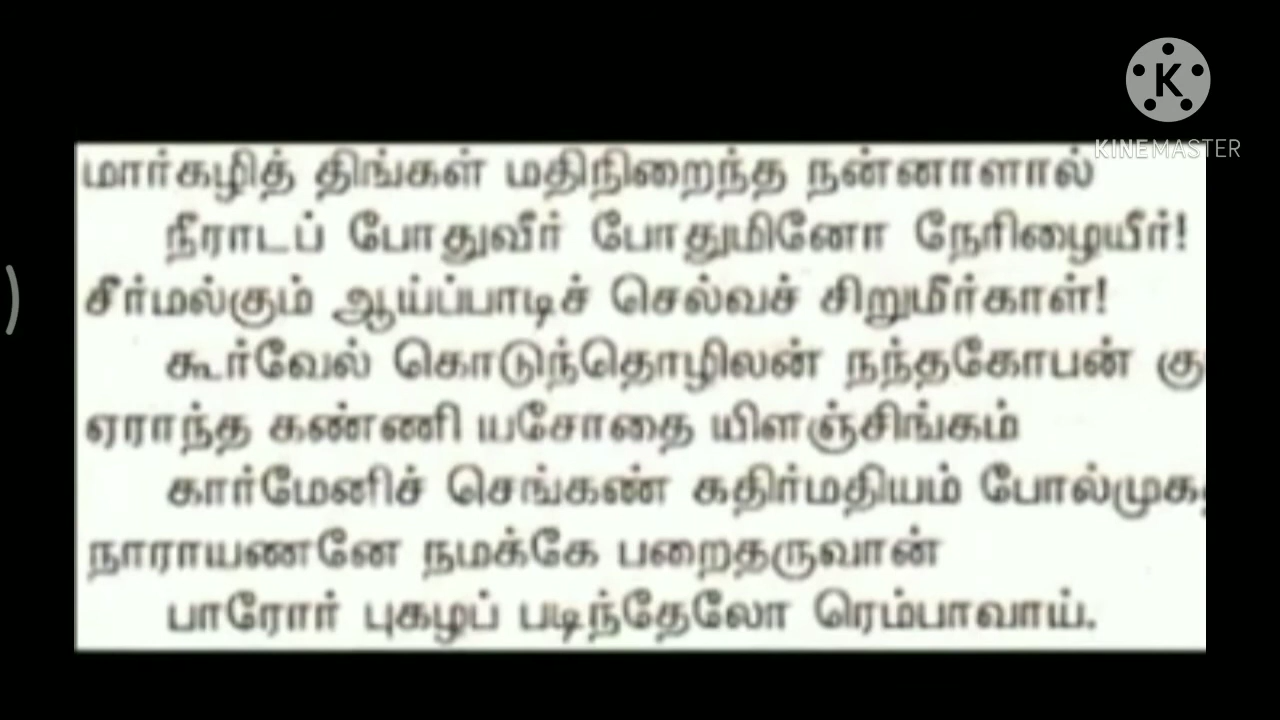 மார்கழித் திங்கள் மதிநிறைந்த நன்னாளால்
நீராடப் போதுவீர் போதுமினோ நேரிழையீர்!
சீர்மல்கும் ஆய்ப்பாடிச் செல்வச் சிறுமீர்காள்!
கூர்வேல் கொடுந்தொழிலன் நந்தகோபன் கு
ஏராந்த கண்ணி யசோதை யிளஞ்சிங்கம்
கார்மேனிச் செங்கண் கதிர்மதியம் போல்முக
நாராயணனே நமக்கே பறைதருவான்
பாரோர் புகழப் படிந்தேலோ ரெம்பாவாய்.
K
KINEMASTER